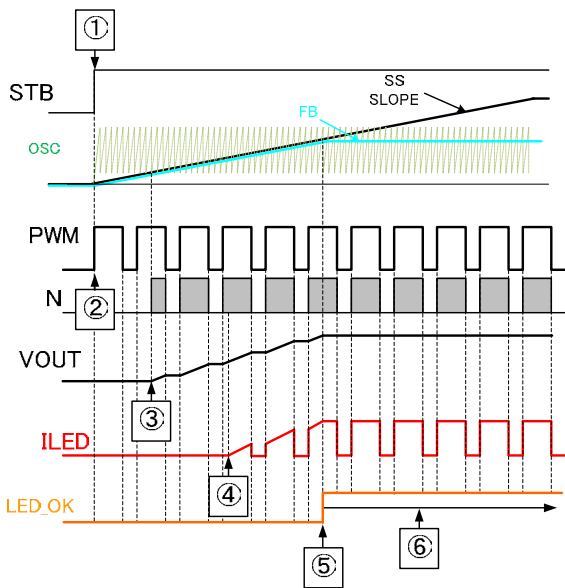 ①
STB
SS
SLOPE
FB
OSC
PWM
N
②
VOUT
③
ILED
④
LED_OK
⑤
⑥